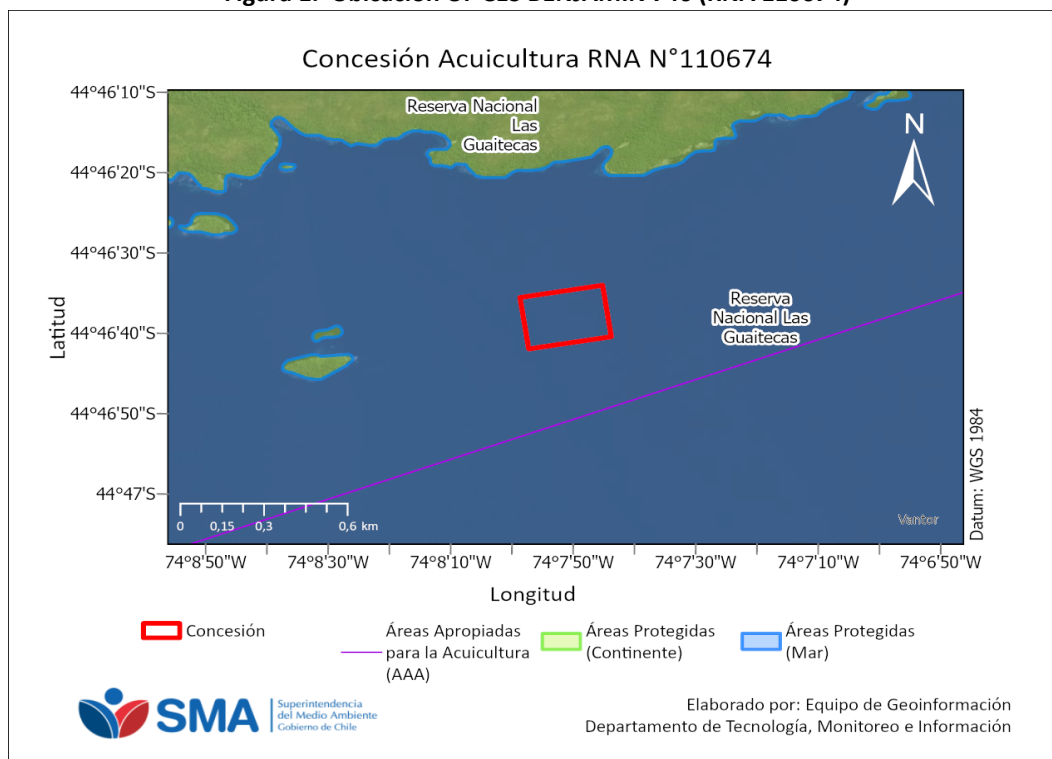 Concesión Acuicultura RNA N°110674
44°46'10"S
44°46'20"S
44°46'30"S
44°46'40"S
44°46'50"S
44°47'S
Latitud
Reserva Nacional
Las
Guaitecas
N
Reserva
Nacional Las
Guaitecas
Datum: WGS 1984
Vantor
0 0,15 0,3 0,6 km
74°8'50"W 74°8'30"W 74°8'10"W 74°7'50"W 74°7'30"W 74°7'10"W 74°6'50"W
Longitud
Concesión
Áreas Apropiadas
para la Acuicultura
(AAA)
Áreas Protegidas
(Continente)
Áreas Protegidas
(Mar)
SMA
Superintendencia
del Medio Ambiente
Gobierno de Chile
Elaborado por: Equipo de Geoinformación
Departamento de Tecnología, Monitoreo e Información